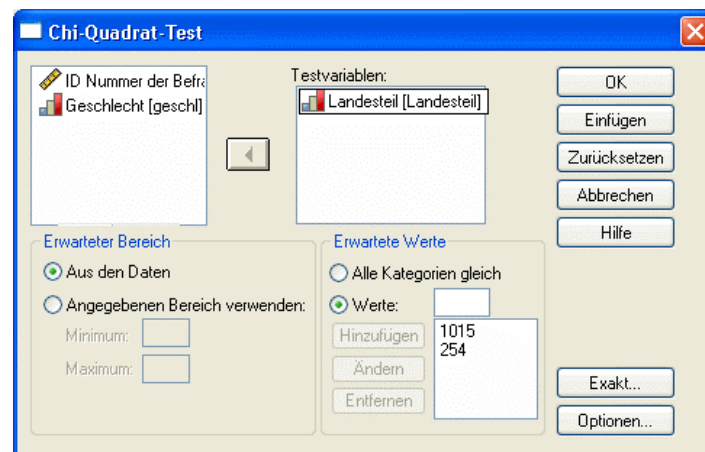 Chi-Quadrat-Test
ID Nummer der Befra
Geschlecht [geschl]
Testvariablen:
Landesteil [Landesteil]
OK
Einfügen
Zurücksetzen
Abbrechen
Hilfe
Erwarteter Bereich
Aus den Daten
Angegebenen Bereich verwenden:
Minimum:
Maximum:
Erwartete Werte
Alle Kategorien gleich
Werte:
Hinzufügen
Ändern
Entfernen
1015
254
Exakt...
Optionen...